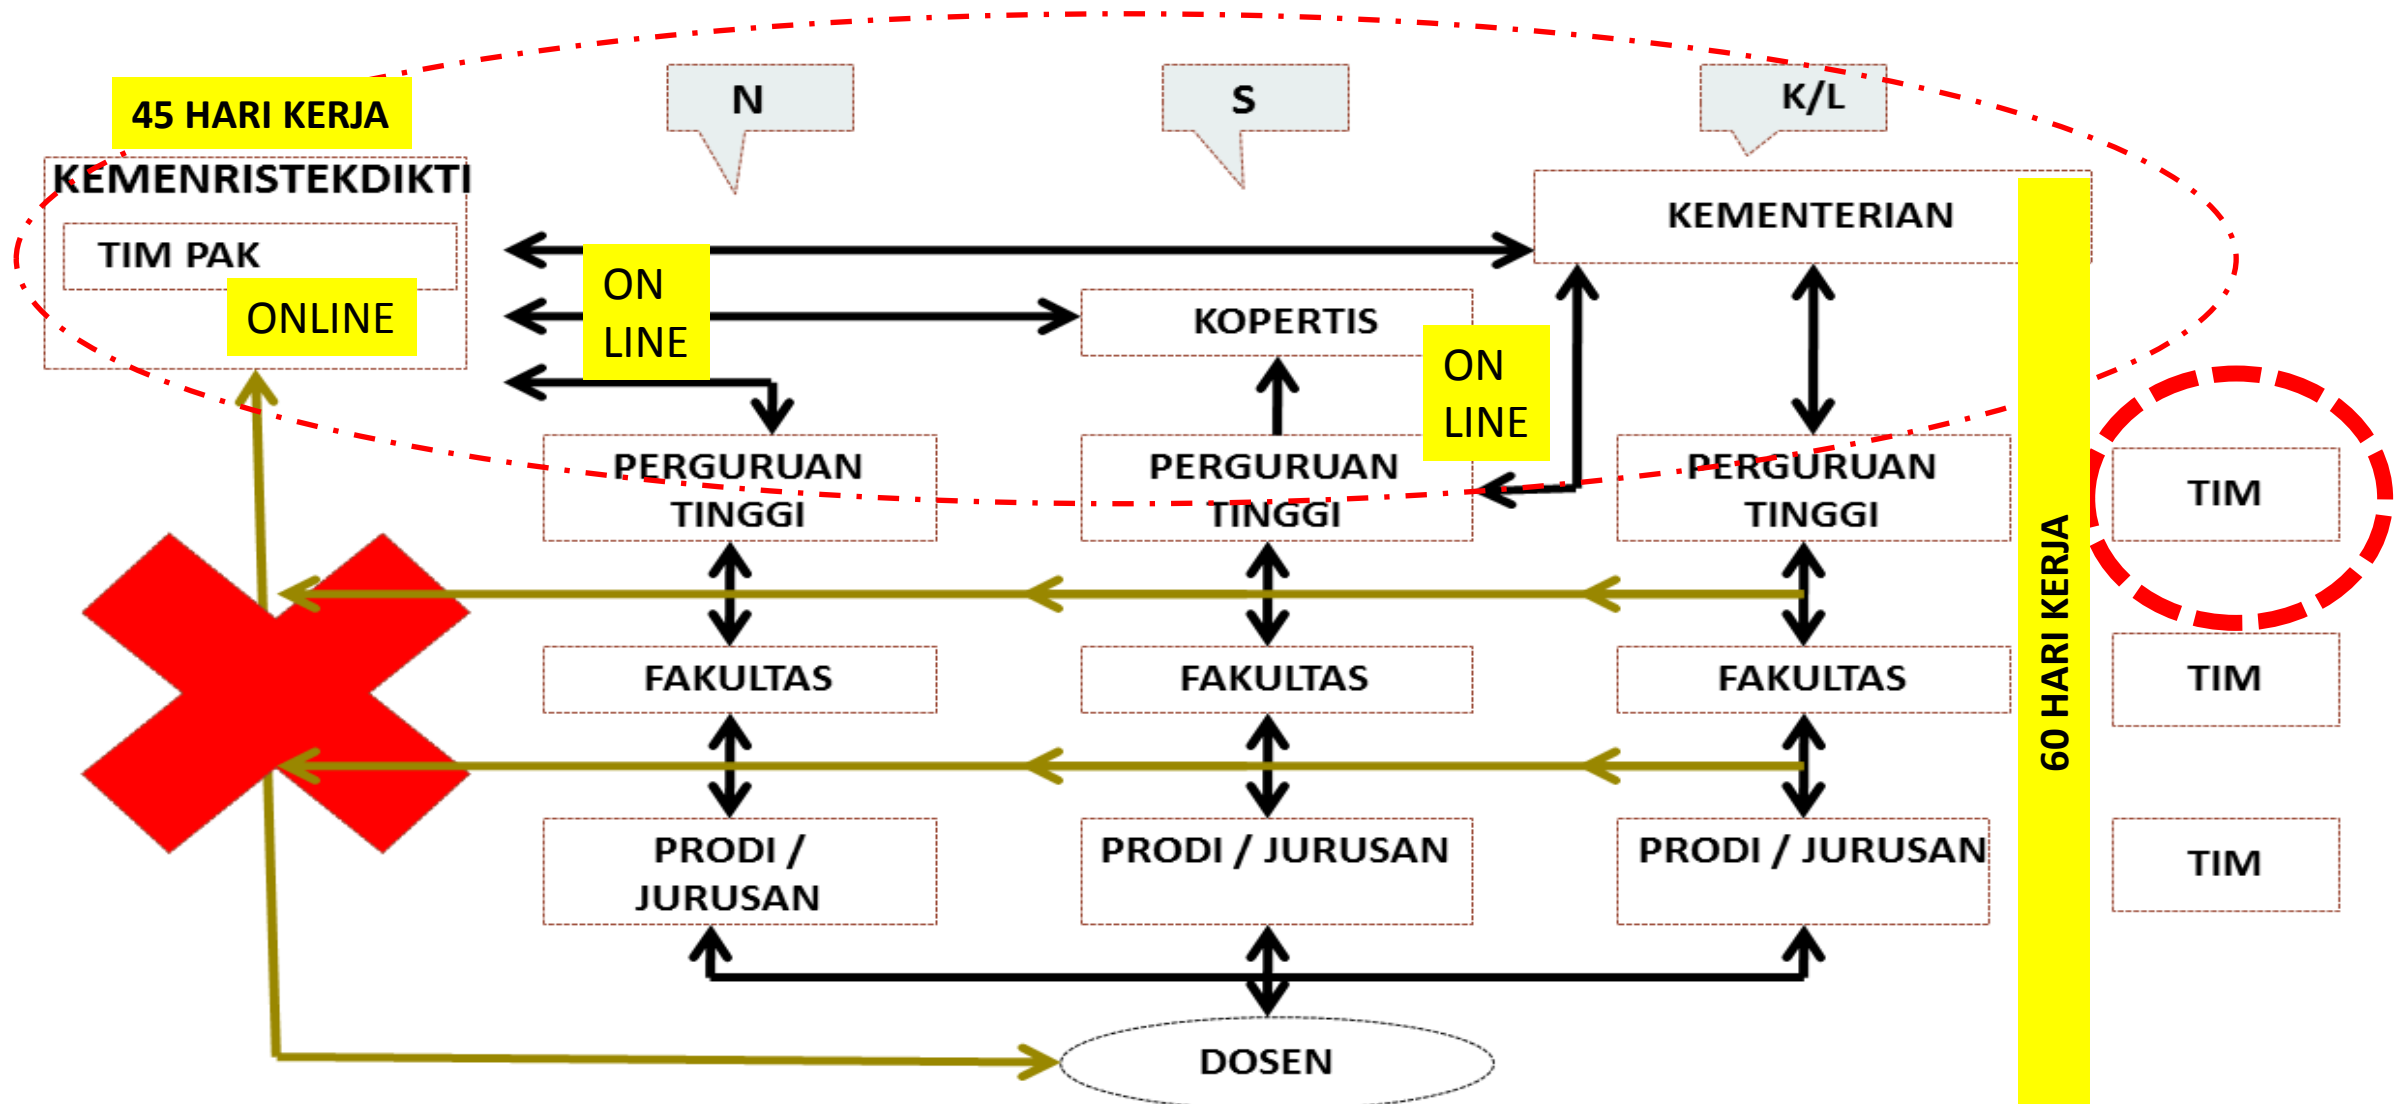 N
S
K/L
45 HARI KERJA
KEMENRISTEKDIKTI
TIM PAK
ONLINE
ON
LINE
KEMENTERIAN
KOPERTIS
ON
LINE
PERGURUAN
TINGGI
PERGURUAN
TINGGI
PERGURUAN
TINGGI
TIM
60 HARI KERJA
FAKULTAS
FAKULTAS
FAKULTAS
TIM
PRODI /
JURUSAN
PRODI / JURUSAN
PRODI / JURUSAN
TIM
DOSEN